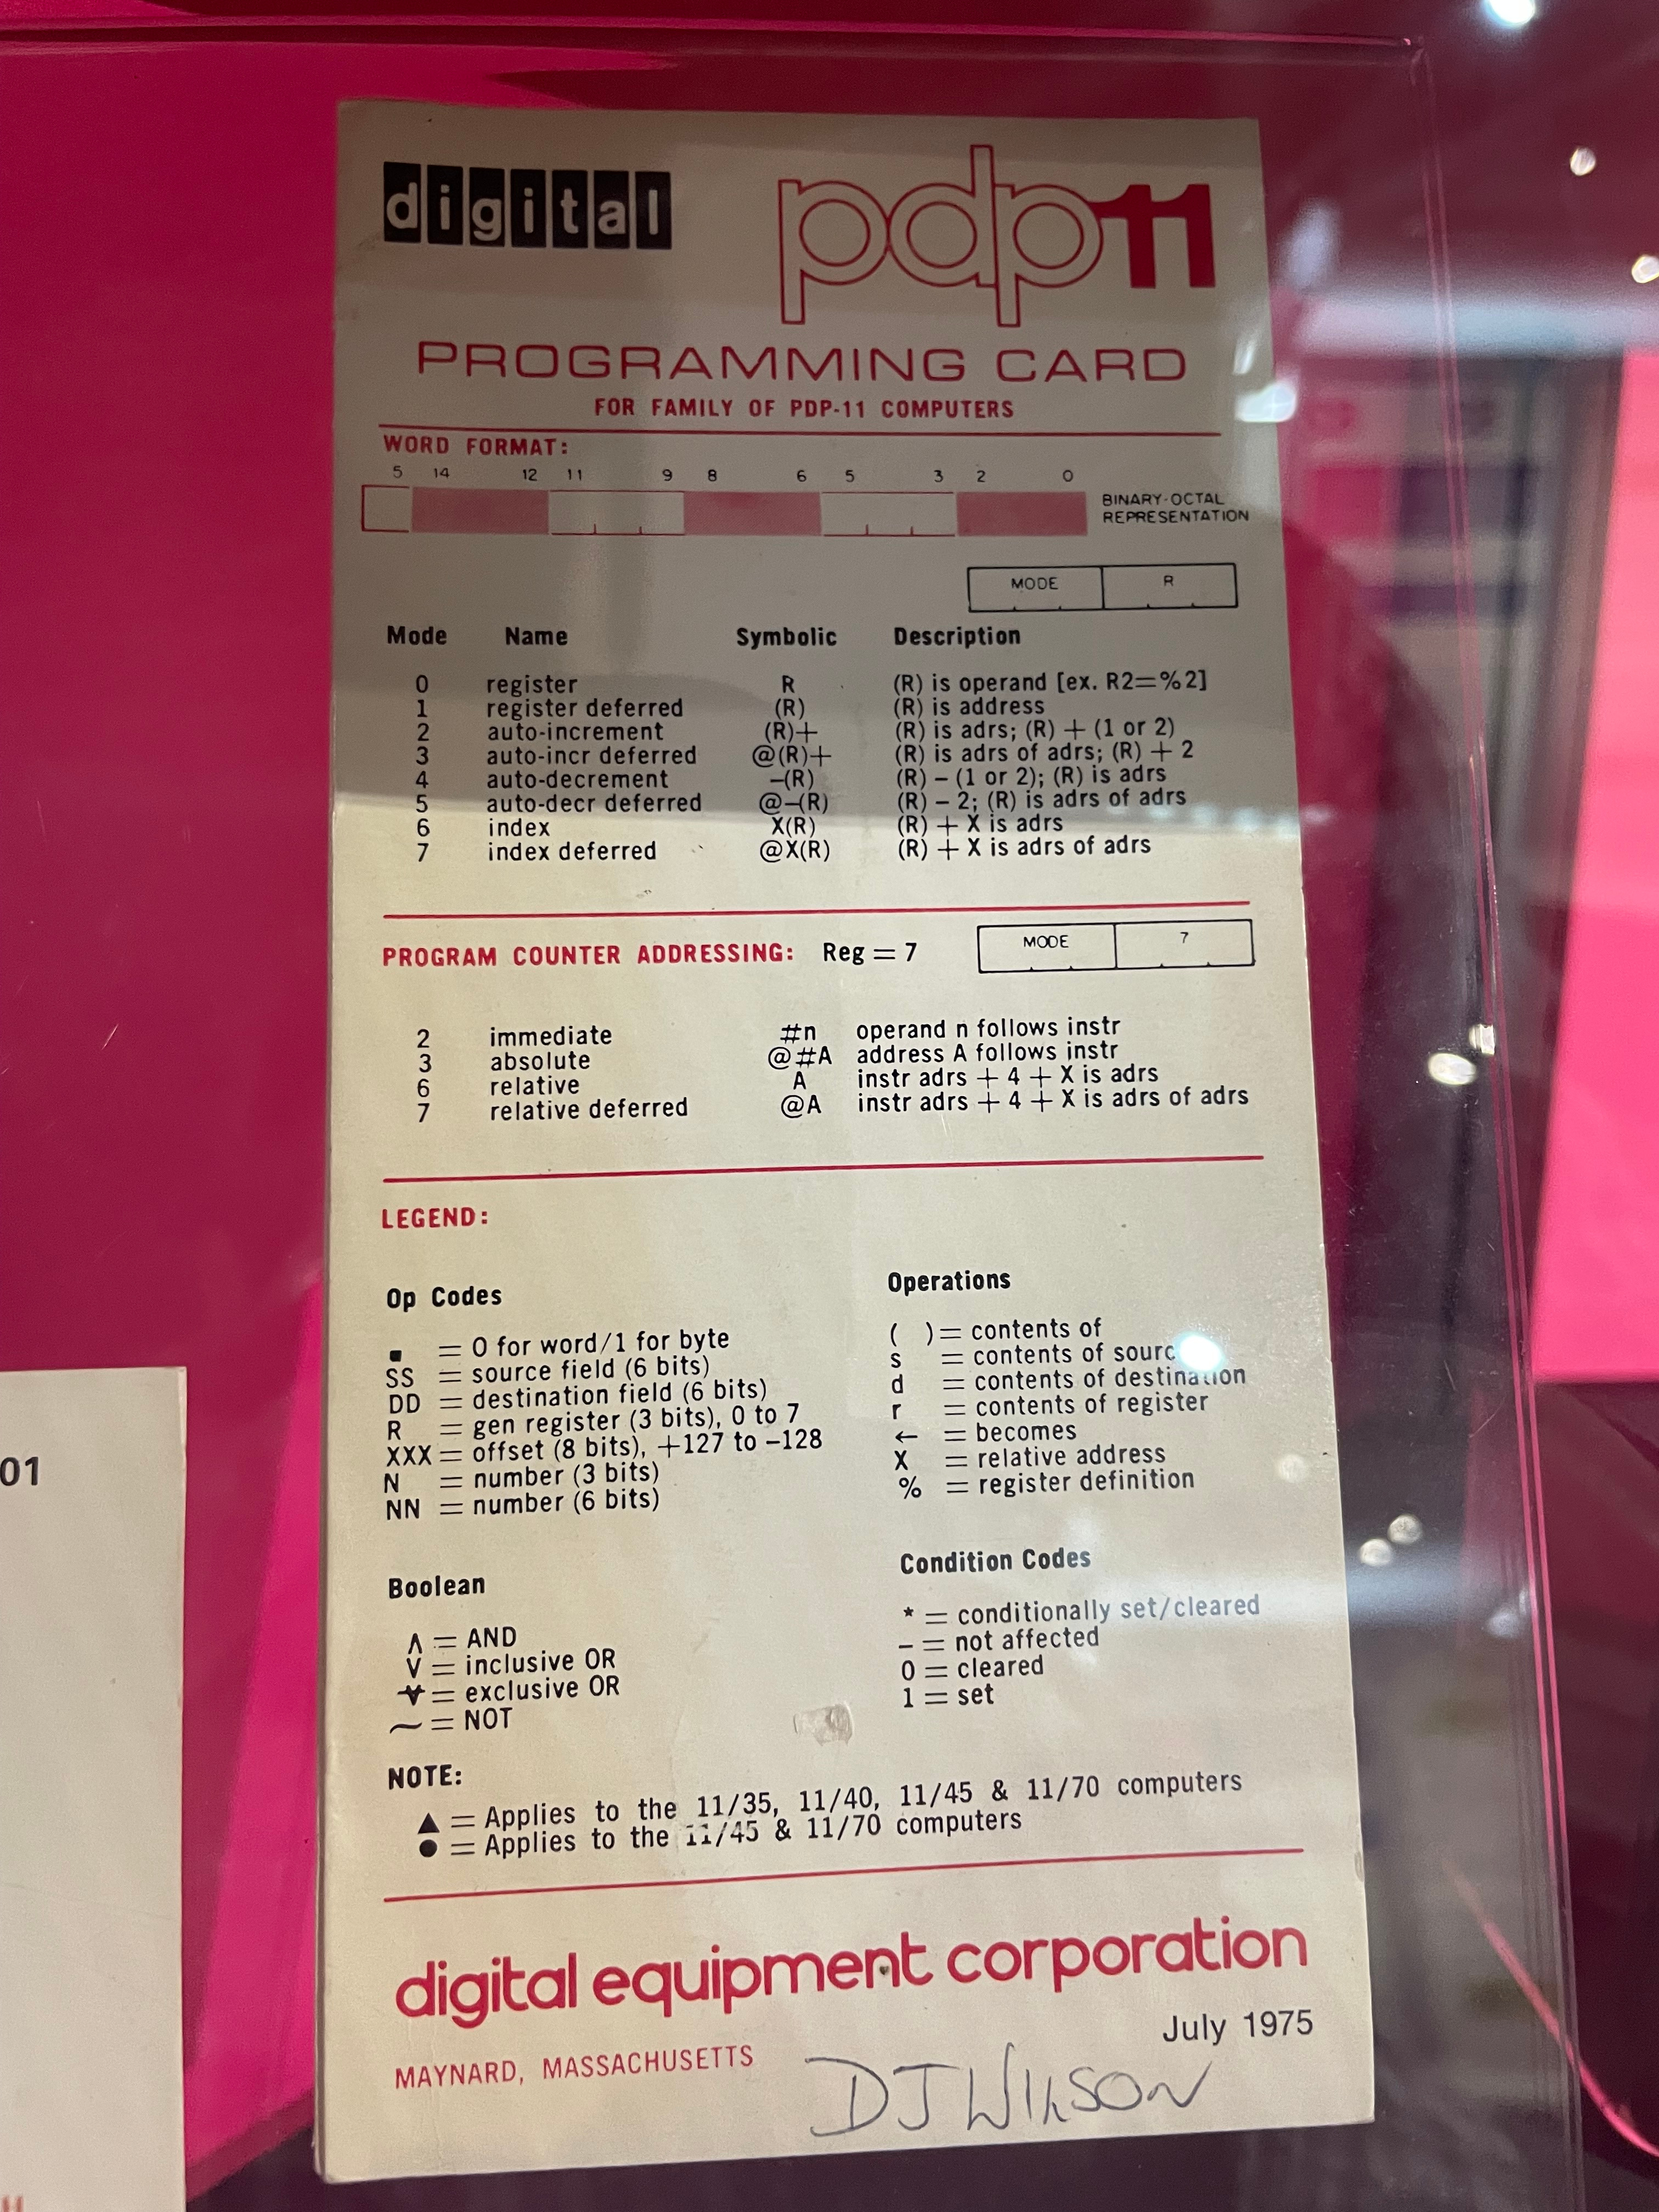 digital pdp11
PROGRAMMING CARD
FOR FAMILY OF PDP-11 COMPUTERS
WORD FORMAT:
5 14 12 11 9 8 6 5 3 2 0
BINARY-OCTAL
REPRESENTATION
MODE R
Mode Name Symbolic Description
0 register R (R) is operand [ex. R2=%2]
1 register deferred (R) (R) is address
2 auto-increment (R)+ (R) is adrs; (R) + (1 or 2)
3 auto-incr deferred @(R)+ (R) is adrs of adrs; (R) + 2
4 auto-decrement –(R) (R) – (1 or 2); (R) is adrs
5 auto-decr deferred @–(R) (R) – 2; (R) is adrs of adrs
6 index X(R) (R) + X is adrs
7 index deferred @X(R) (R) + X is adrs of adrs
PROGRAM COUNTER ADDRESSING: Reg = 7 MODE 7
2 immediate #n operand n follows instr
3 absolute @#A address A follows instr
6 relative A instr adrs + 4 + X is adrs
7 relative deferred @A instr adrs + 4 + X is adrs of adrs
LEGEND:
Op Codes
■ = 0 for word/1 for byte
SS = source field (6 bits)
DD = destination field (6 bits)
R = gen register (3 bits), 0 to 7
XXX = offset (8 bits), +127 to –128
N = number (3 bits)
NN = number (6 bits)
Operations
( ) = contents of
s = contents of sourc
d = contents of destination
r = contents of register
← = becomes
X = relative address
% = register definition
Boolean
∧ = AND
∨ = inclusive OR
⊻ = exclusive OR
~ = NOT
Condition Codes
* = conditionally set/cleared
– = not affected
0 = cleared
1 = set
NOTE:
▲ = Applies to the 11/35, 11/40, 11/45 & 11/70 computers
● = Applies to the 11/45 & 11/70 computers
digital equipment corporation
July 1975
MAYNARD, MASSACHUSETTS
DJ WILSON
01